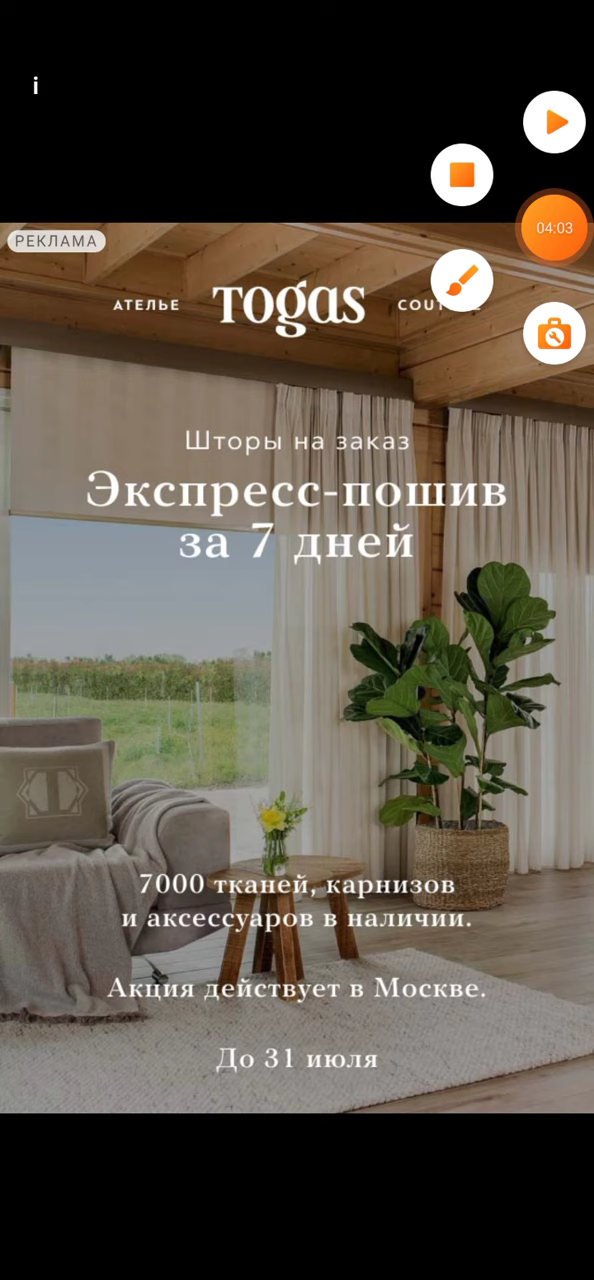 i
04:03
РЕКЛАМА
АТЕЛЬЕ Togas
Шторы на заказ
Экспресс-пошив
за 7 дней
7000 тканей, карнизов
и аксессуаров в наличии.
Акция действует в Москве.
До 31 июля